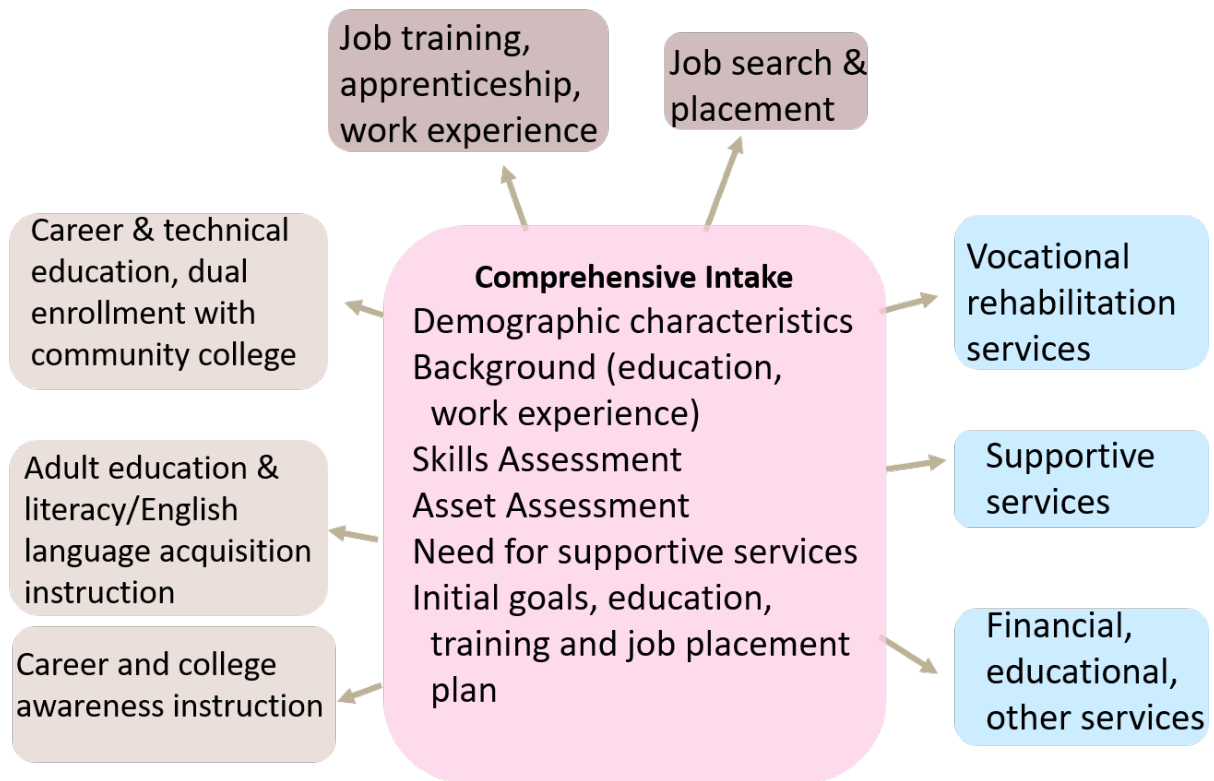 Job training,
apprenticeship,
work experience
Job search &
placement
Career & technical
education, dual
enrollment with
community college
Adult education &
literacy/English
language acquisition
instruction
Career and college
awareness instruction
Comprehensive Intake
Demographic characteristics
Background (education,
work experience)
Skills Assessment
Asset Assessment
Need for supportive services
Initial goals, education,
training and job placement
plan
Vocational
rehabilitation
services
Supportive
services
Financial,
educational,
other services